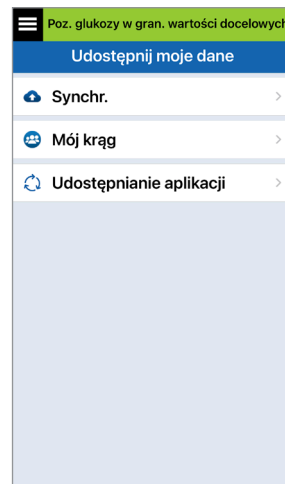 Poz. glukozy w gran. wartości docelowych
Udostępnij moje dane
Synchr.
Mój krąg
Udostępnianie aplikacji